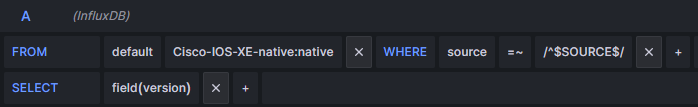 A (InfluxDB)
FROM default Cisco-IOS-XE-native:native × WHERE source =~ /^$SOURCE$/ × +
SELECT field(version) × +